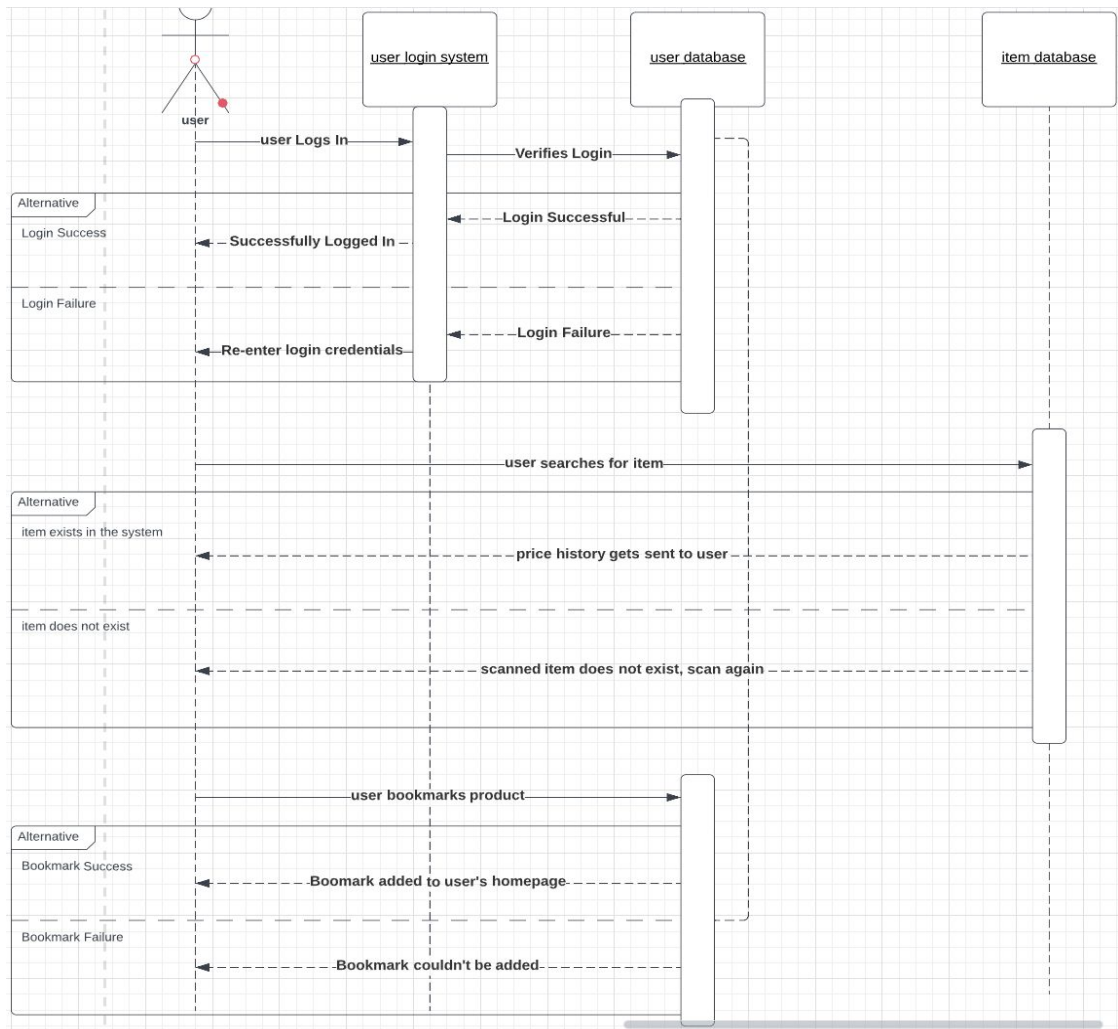 user login system
user database
item database
user
user Logs In
Verifies Login
Alternative
Login Successful
Login Success
Successfully Logged In
Login Failure
Login Failure
Re-enter login credentials
user searches for item
Alternative
item exists in the system
price history gets sent to user
item does not exist
scanned item does not exist, scan again
user bookmarks product
Alternative
Bookmark Success
Boomark added to user's homepage
Bookmark Failure
Bookmark couldn't be added